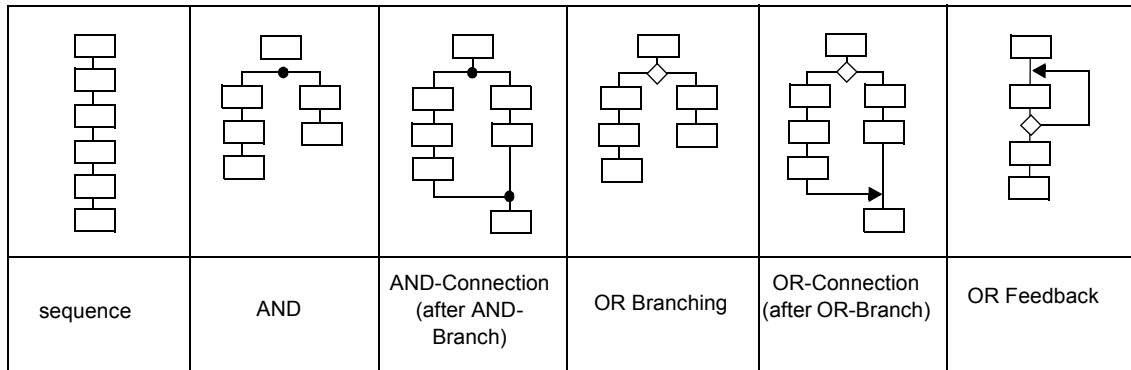 sequence
AND
AND-Connection
(after AND-
Branch)
OR Branching
OR-Connection
(after OR-Branch)
OR Feedback